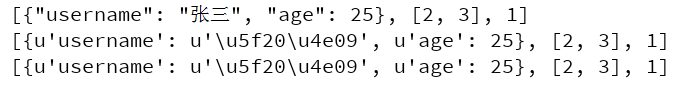 [{"username": "张三", "age": 25}, [2, 3], 1]
[{u'username': u'\u5f20\u4e09', u'age': 25}, [2, 3], 1]
[{u'username': u'\u5f20\u4e09', u'age': 25}, [2, 3], 1]